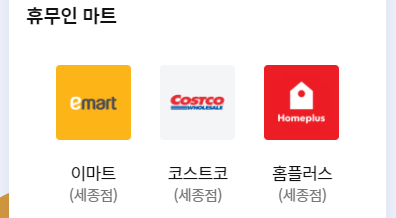 휴무인 마트
emart
COSTCO
WHOLESALE
Homeplus
이마트 코스트코 홈플러스
(세종점) (세종점) (세종점)